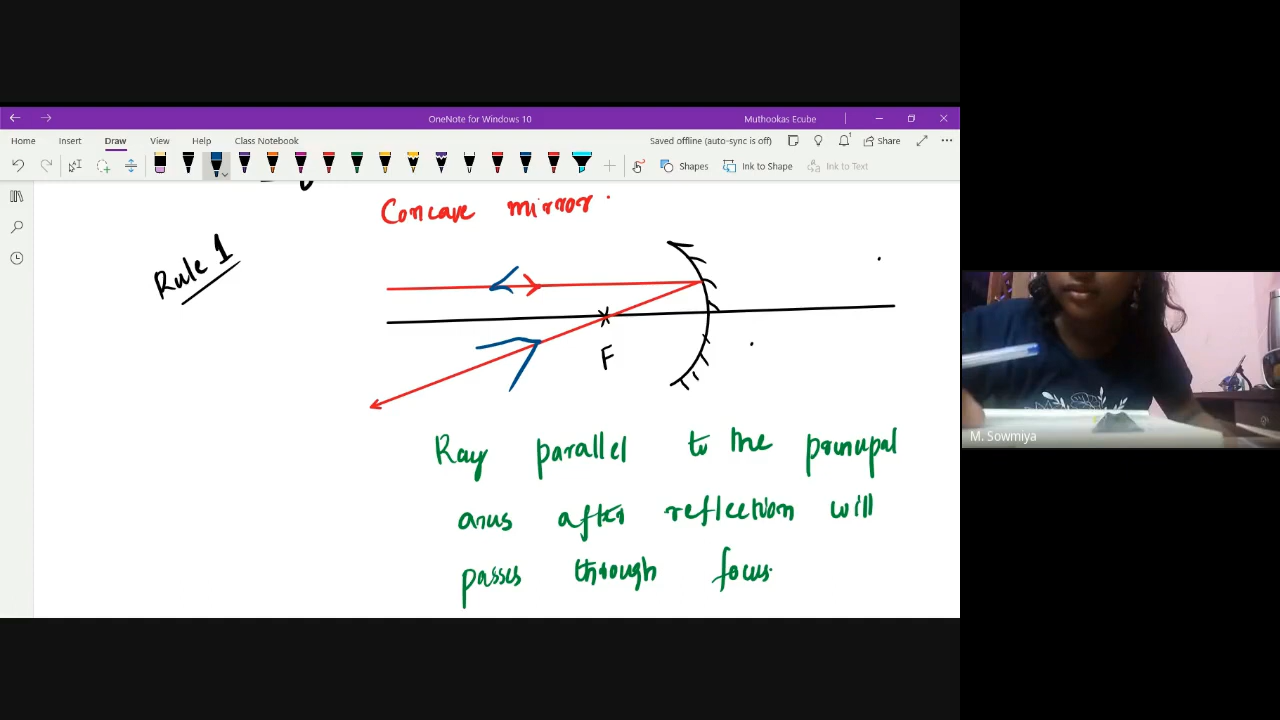 OneNote for Windows 10
Muthookas Ecube
Home Insert Draw View Help Class Notebook
Saved offline (auto-sync is off)
Share
Shapes
Ink to Shape
Ink to Text
Concave mirror.
Rule 1
F
Ray parallel to the principal
axis after reflection will
passes through focus.
M. Sowmiya